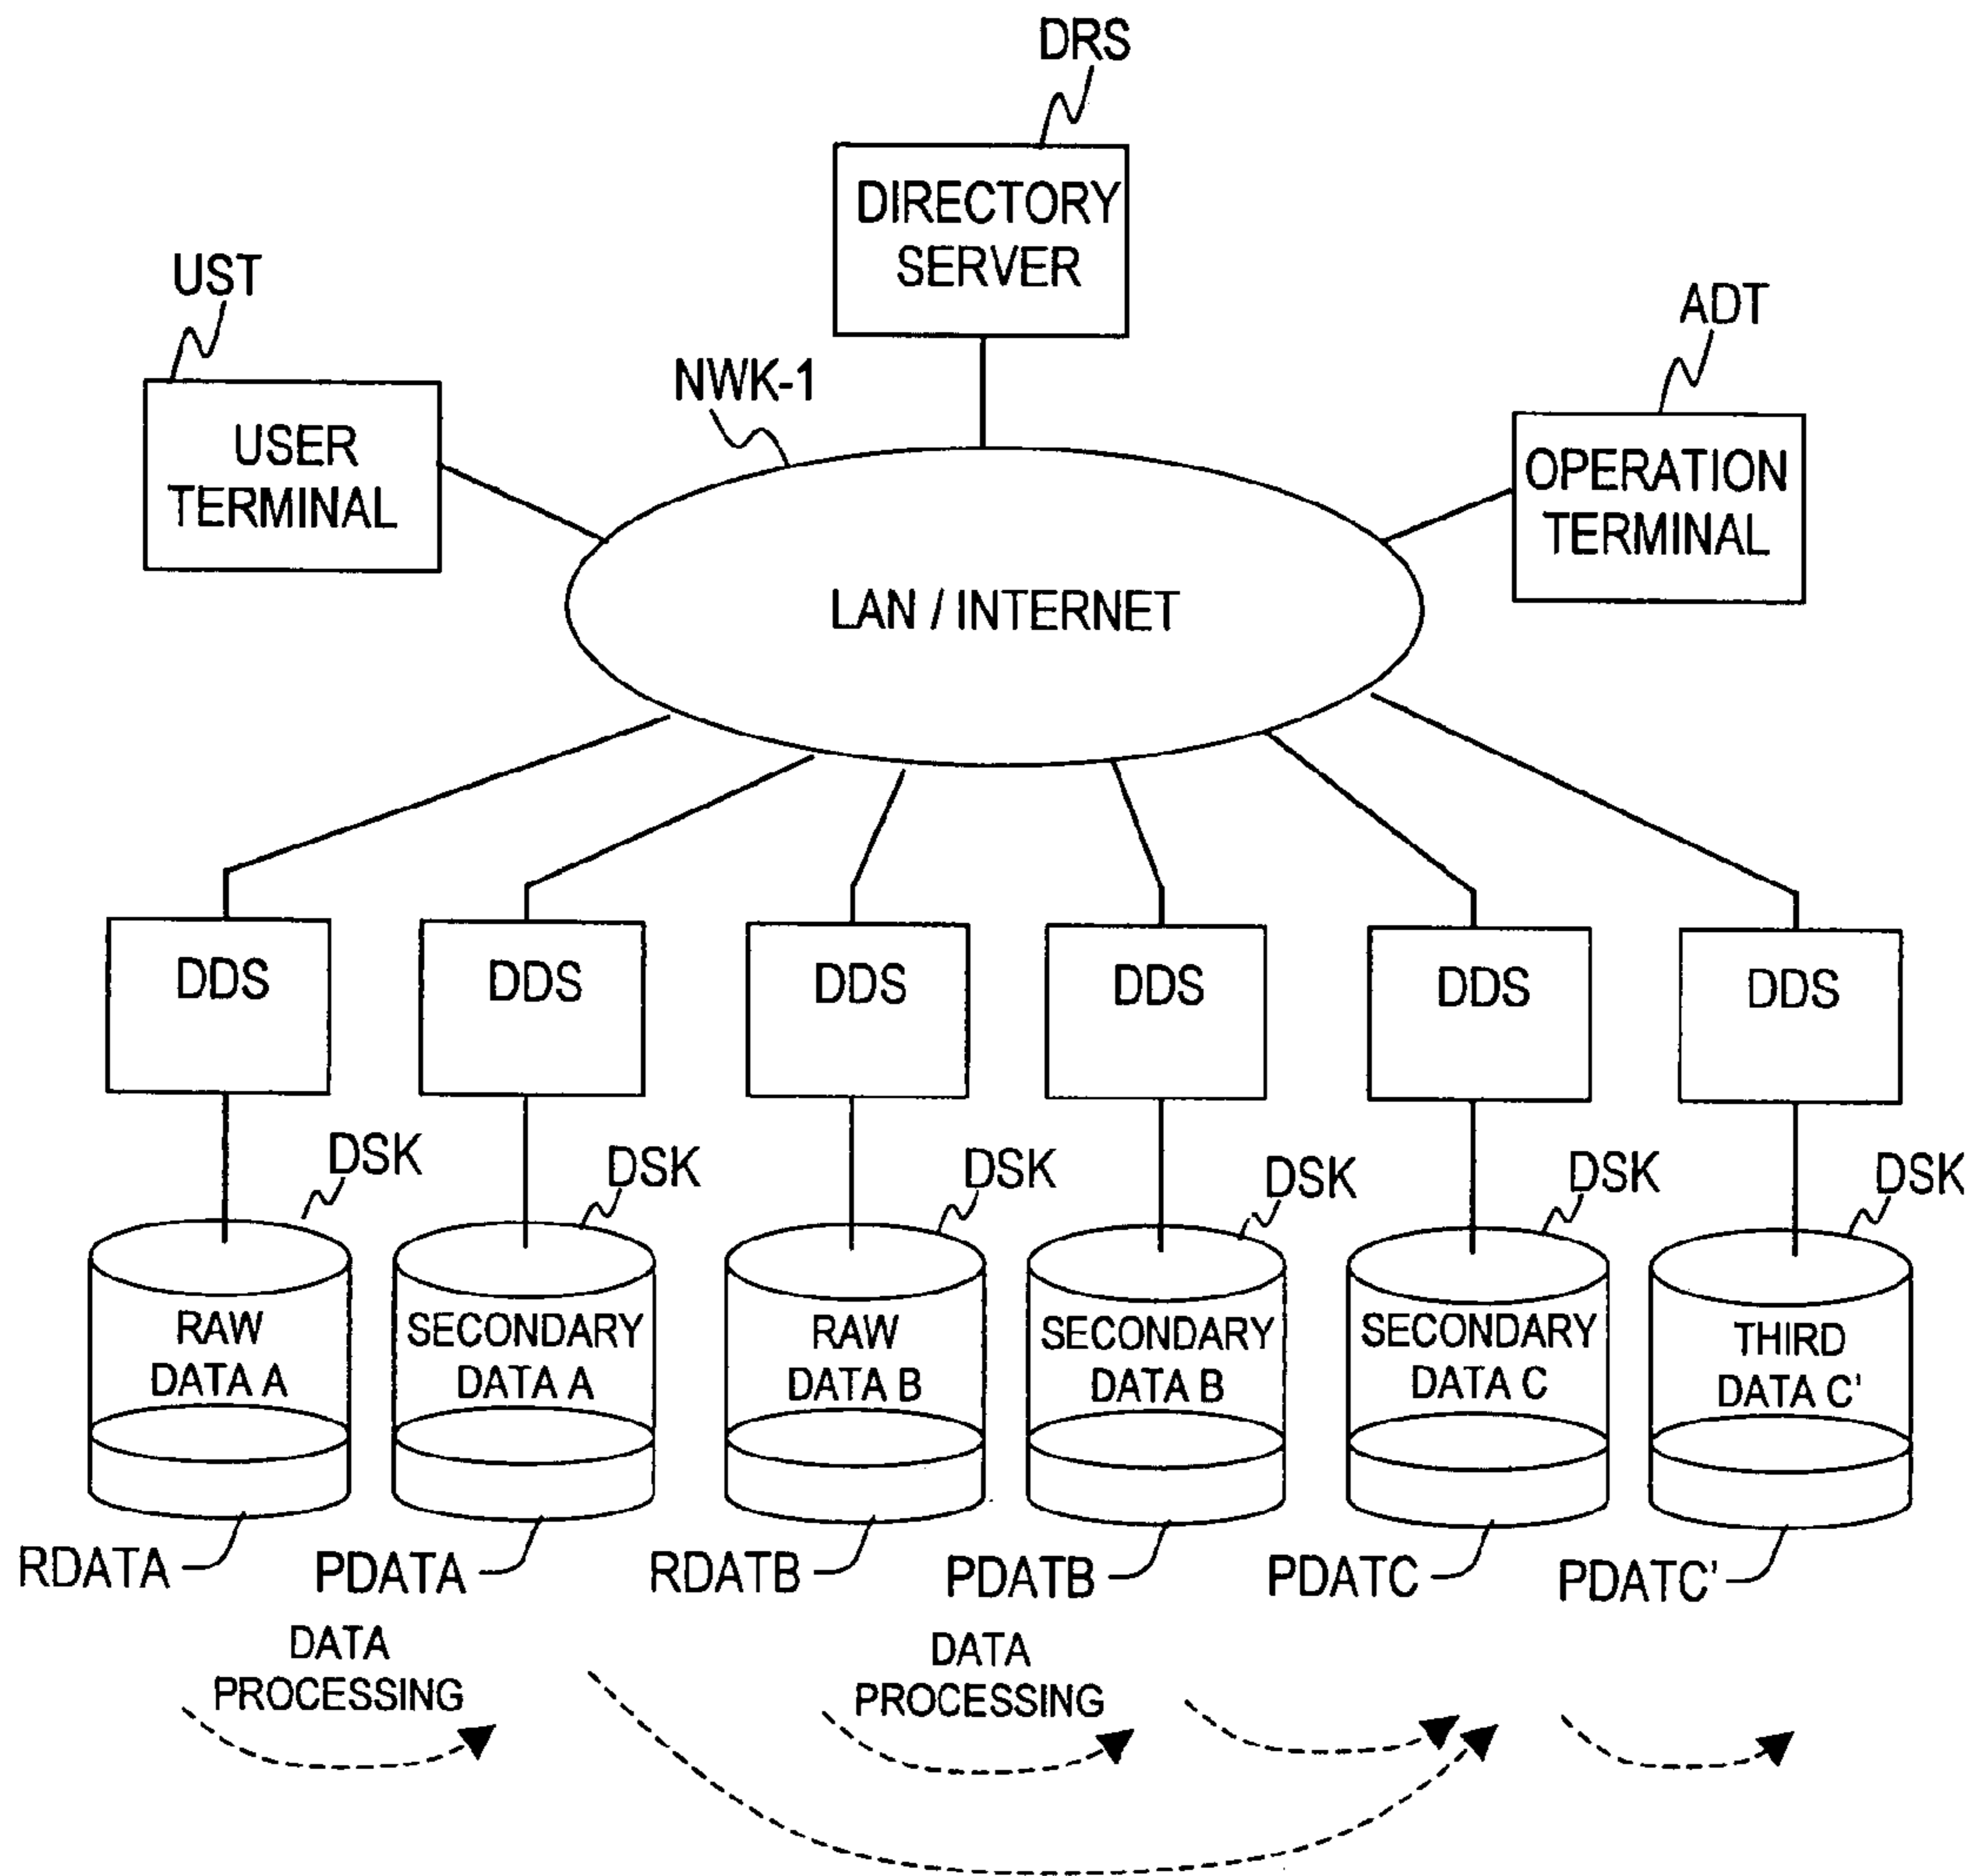 DRS
DIRECTORY
SERVER
UST
USER
TERMINAL
NWK-1
ADT
OPERATION
TERMINAL
LAN / INTERNET
DDS
DDS
DDS
DDS
DDS
DDS
DSK
DSK
DSK
DSK
DSK
DSK
RAW
DATA A
SECONDARY
DATA A
RAW
DATA B
SECONDARY
DATA B
SECONDARY
DATA C
THIRD
DATA C'
RDATA
PDATA
RDATB
PDATB
PDATC
PDATC'
DATA
PROCESSING
DATA
PROCESSING